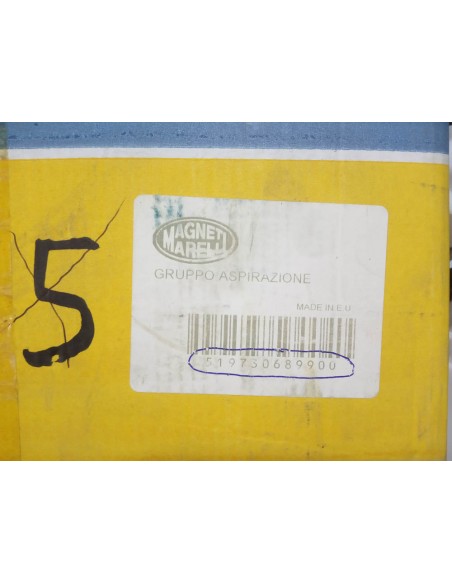 5
MAGNETI
MARELLI
GRUPPO ASPIRAZIONE
MADE IN E.U
519730689900